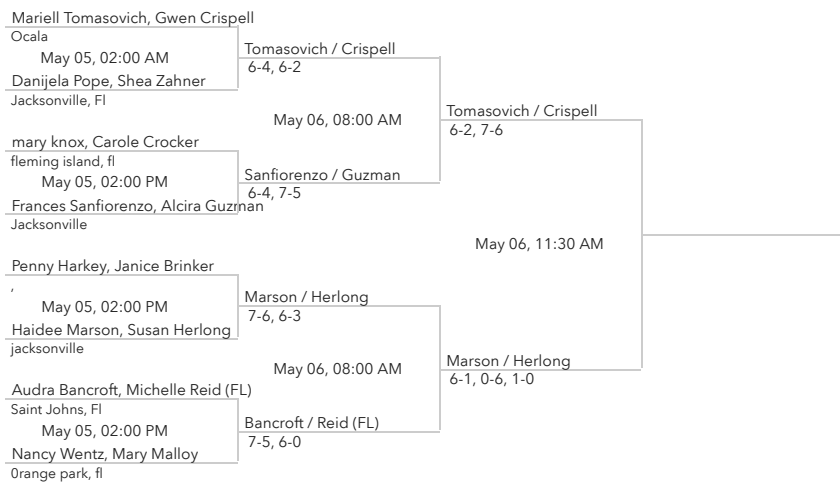 Mariell Tomasovich, Gwen Crispell
Ocala
May 05, 02:00 AM
Danijela Pope, Shea Zahner
Jacksonville, Fl
Tomasovich / Crispell
6-4, 6-2
May 06, 08:00 AM
mary knox, Carole Crocker
fleming island, fl
May 05, 02:00 PM
Frances Sanfiorenzo, Alcira Guzman
Jacksonville
Sanfiorenzo / Guzman
6-4, 7-5
Tomasovich / Crispell
6-2, 7-6
May 06, 11:30 AM
Penny Harkey, Janice Brinker
,
May 05, 02:00 PM
Haidee Marson, Susan Herlong
jacksonville
Marson / Herlong
7-6, 6-3
May 06, 08:00 AM
Audra Bancroft, Michelle Reid (FL)
Saint Johns, Fl
May 05, 02:00 PM
Nancy Wentz, Mary Malloy
0range park, fl
Bancroft / Reid (FL)
7-5, 6-0
Marson / Herlong
6-1, 0-6, 1-0